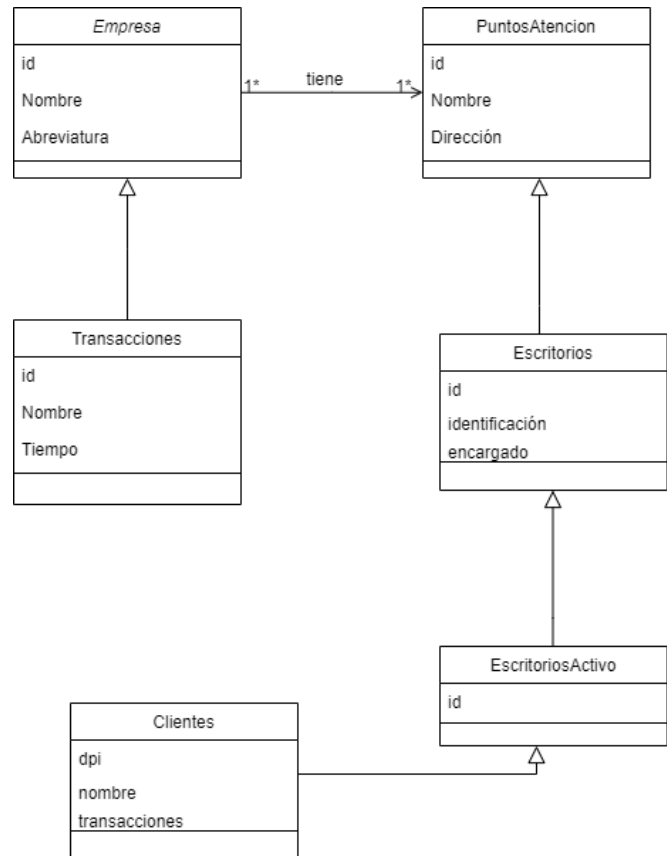 Empresa
id
Nombre
Abreviatura
1* tiene 1*
PuntosAtencion
id
Nombre
Dirección
Transacciones
id
Nombre
Tiempo
Escritorios
id
identificación
encargado
EscritoriosActivo
id
Clientes
dpi
nombre
transacciones